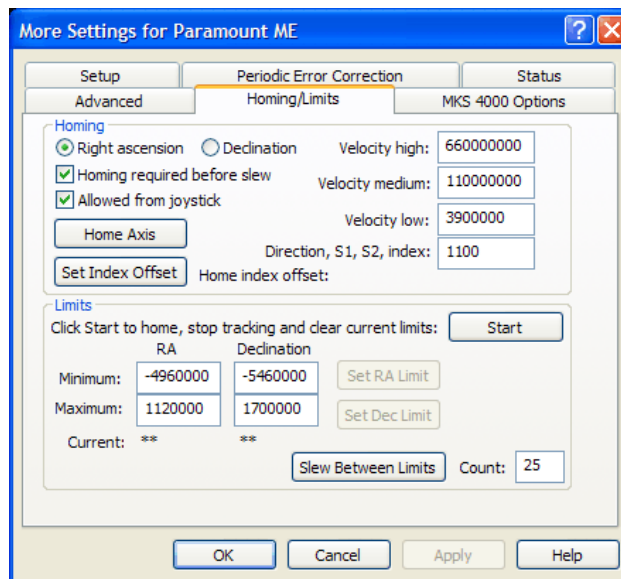 More Settings for Paramount ME
Setup Periodic Error Correction Status
Advanced Homing/Limits MKS 4000 Options
Homing
Right ascension Declination Velocity high: 660000000
Homing required before slew Velocity medium: 110000000
Allowed from joystick
Velocity low: 3900000
Home Axis
Direction, S1, S2, index: 1100
Set Index Offset Home index offset:
Limits
Click Start to home, stop tracking and clear current limits: Start
RA Declination
Minimum: -4960000 -5460000 Set RA Limit
Maximum: 1120000 1700000 Set Dec Limit
Current: ** **
Slew Between Limits Count: 25
OK Cancel Apply Help